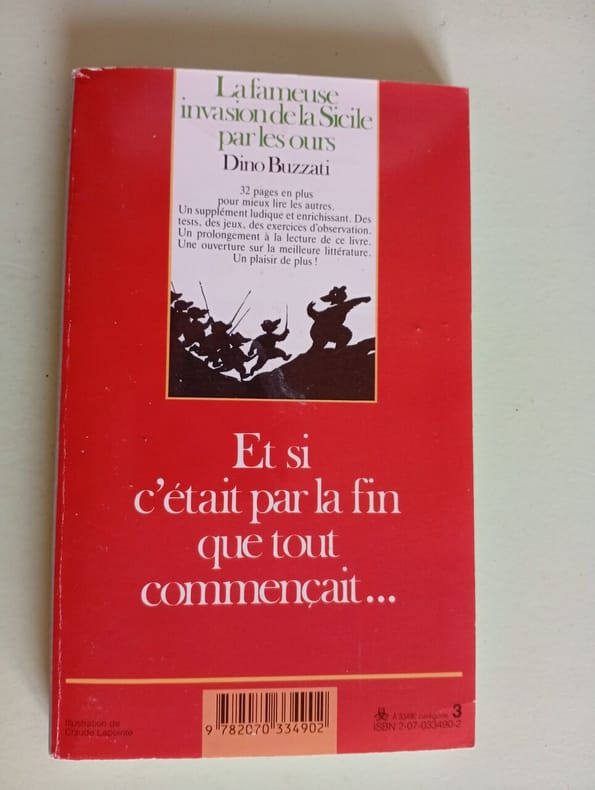 La fameuse
invasion de la Sicile
par les ours
Dino Buzzati
32 pages en plus
pour mieux lire les autres.
Un supplément ludique et enrichissant. Des
tests, des jeux, des exercices d'observation.
Un prolongement à la lecture de ce livre.
Une ouverture sur la meilleure littérature.
Un plaisir de plus !
Et si
c'était par la fin
que tout
commençait...
Illustration de
Claude Lapointe
9 782070 334902
A 33490 catégorie 3
ISBN 2-07-033490-2